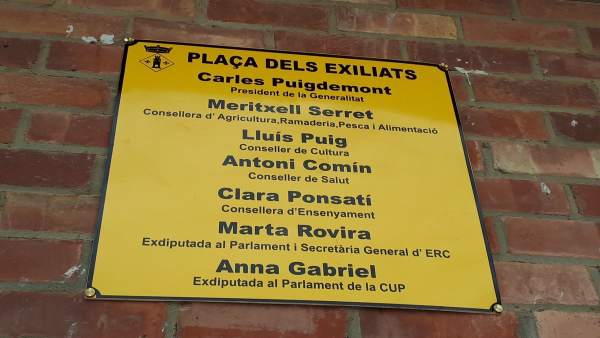 PLAÇA DELS EXILIATS
Carles Puigdemont
President de la Generalitat
Meritxell Serret
Consellera d' Agricultura,Ramaderia,Pesca i Alimentació
Lluís Puig
Conseller de Cultura
Antoni Comín
Conseller de Salut
Clara Ponsatí
Consellera d'Ensenyament
Marta Rovira
Exdiputada al Parlament i Secretària General d' ERC
Anna Gabriel
Exdiputada al Parlament de la CUP